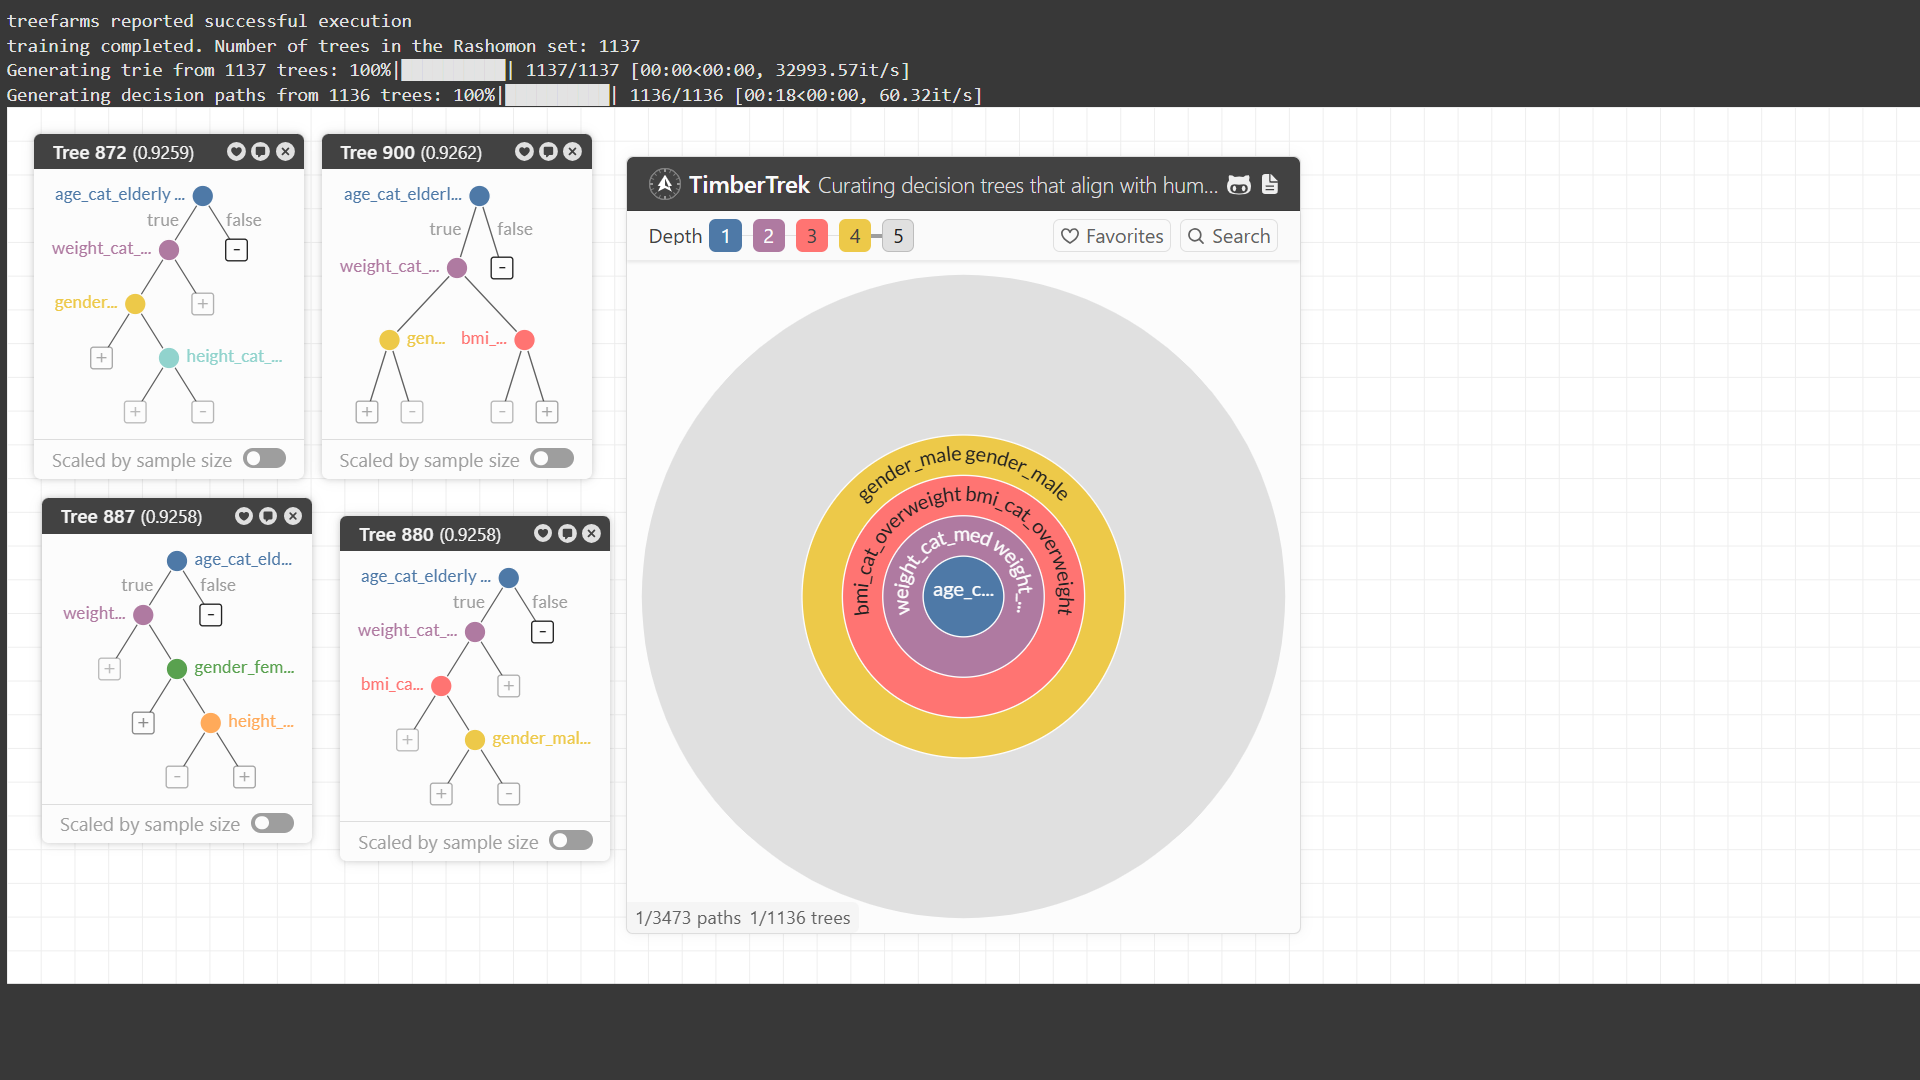 treefarms reported successful execution
training completed. Number of trees in the Rashomon set: 1137
Generating trie from 1137 trees: 100%|██████████| 1137/1137 [00:00<00:00, 32993.57it/s]
Generating decision paths from 1136 trees: 100%|██████████| 1136/1136 [00:18<00:00, 60.32it/s]
Tree 872 (0.9259)
age_cat_elderly ...
true
false
weight_cat_...
-
gender...
+
+
height_cat_...
+
-
Scaled by sample size
Tree 900 (0.9262)
age_cat_elderl...
true
false
weight_cat_...
-
gen...
bmi_...
+
-
-
+
Scaled by sample size
Tree 887 (0.9258)
age_cat_eld...
true
false
weight...
-
+
gender_fem...
+
height_...
-
+
Scaled by sample size
Tree 880 (0.9258)
age_cat_elderly ...
true
false
weight_cat_...
-
bmi_ca...
+
+
gender_mal...
+
-
Scaled by sample size
TimberTrek Curating decision trees that align with hum...
Depth 1 2 3 4 5
Favorites
Search
gender_male gender_male
bmi_cat_overweight bmi_cat_overweight
weight_cat_med weight_...
age_c...
1/3473 paths 1/1136 trees